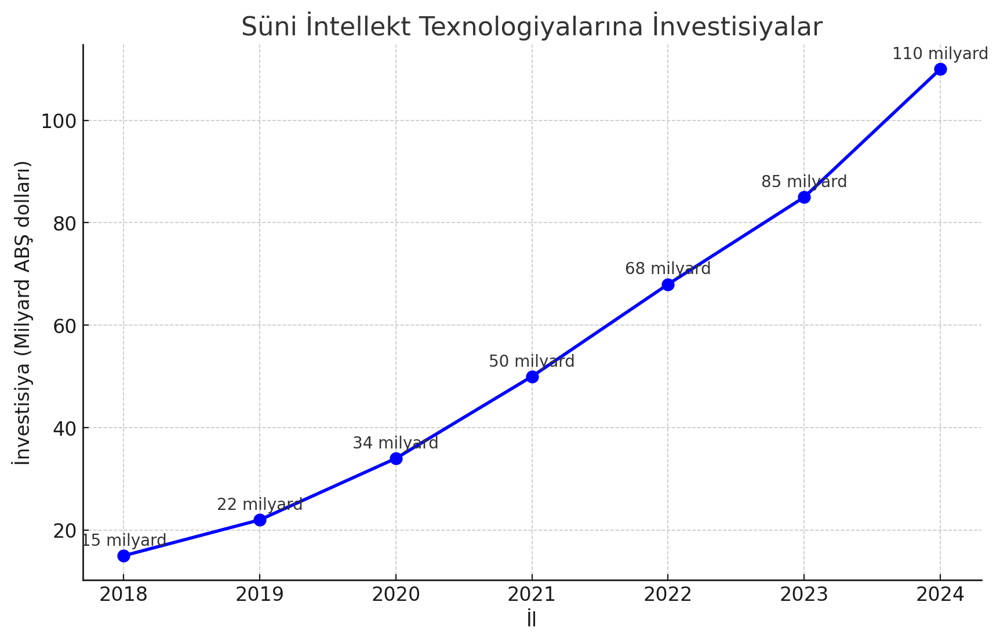 Süni İntellekt Texnologiyalarına İnvestisiyalar
110 milyard
100
85 milyard
80
68 milyard
60
50 milyard
40
34 milyard
22 milyard
20
15 milyard
İnvestisiya (Milyard ABŞ dolları)
2018 2019 2020 2021 2022 2023 2024
İl